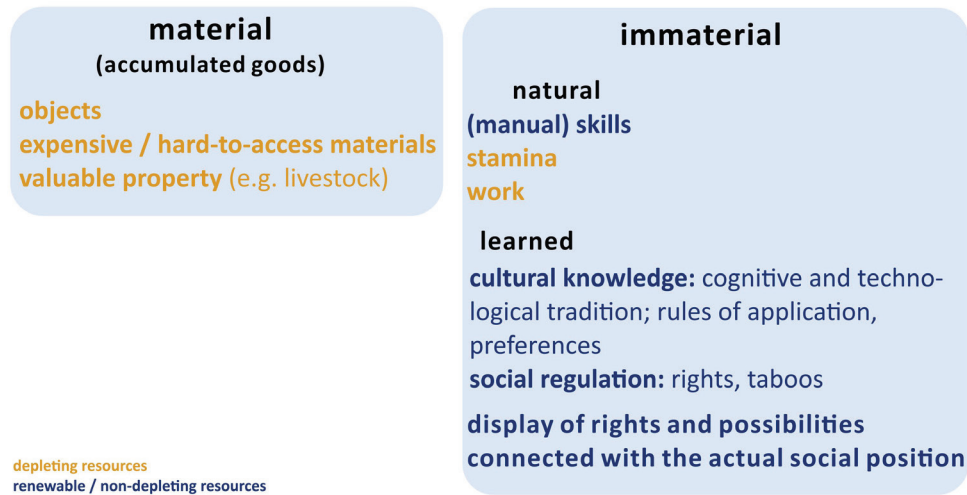 material
(accumulated goods)
objects
expensive / hard-to-access materials
valuable property (e.g. livestock)
immaterial
natural
(manual) skills
stamina
work
learned
cultural knowledge: cognitive and techno-
logical tradition; rules of application,
preferences
social regulation: rights, taboos
display of rights and possibilities
connected with the actual social position
depleting resources
renewable / non-depleting resources